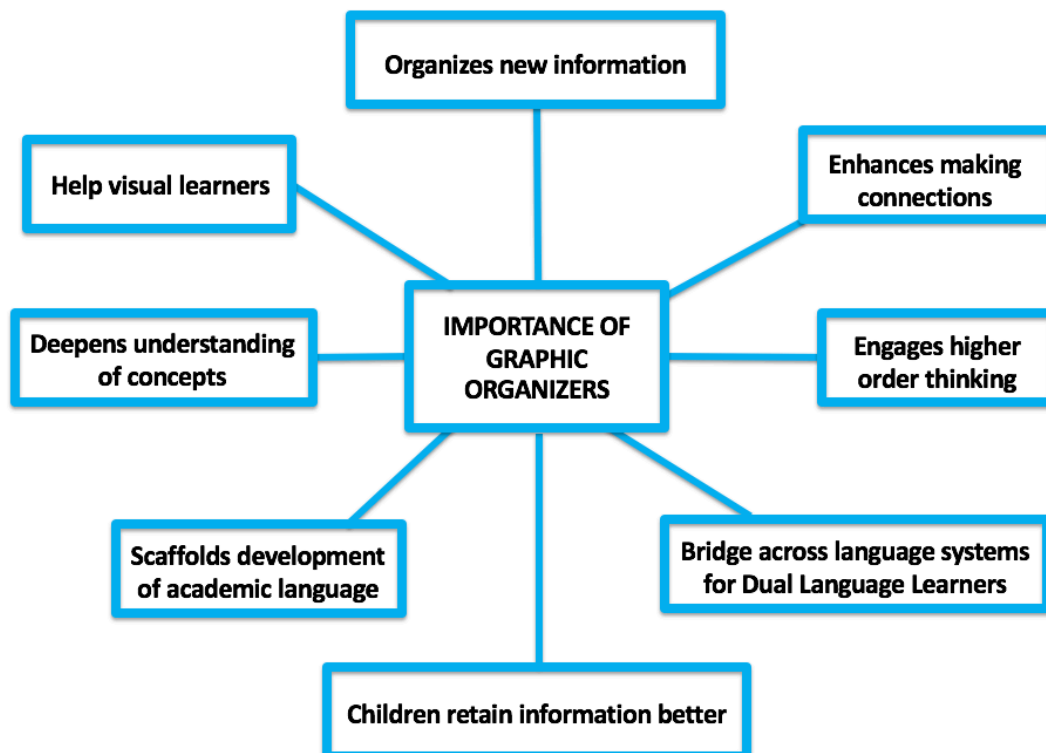 Organizes new information
Help visual learners
Enhances making
connections
IMPORTANCE OF
GRAPHIC
ORGANIZERS
Deepens understanding
of concepts
Engages higher
order thinking
Scaffolds development
of academic language
Bridge across language systems
for Dual Language Learners
Children retain information better